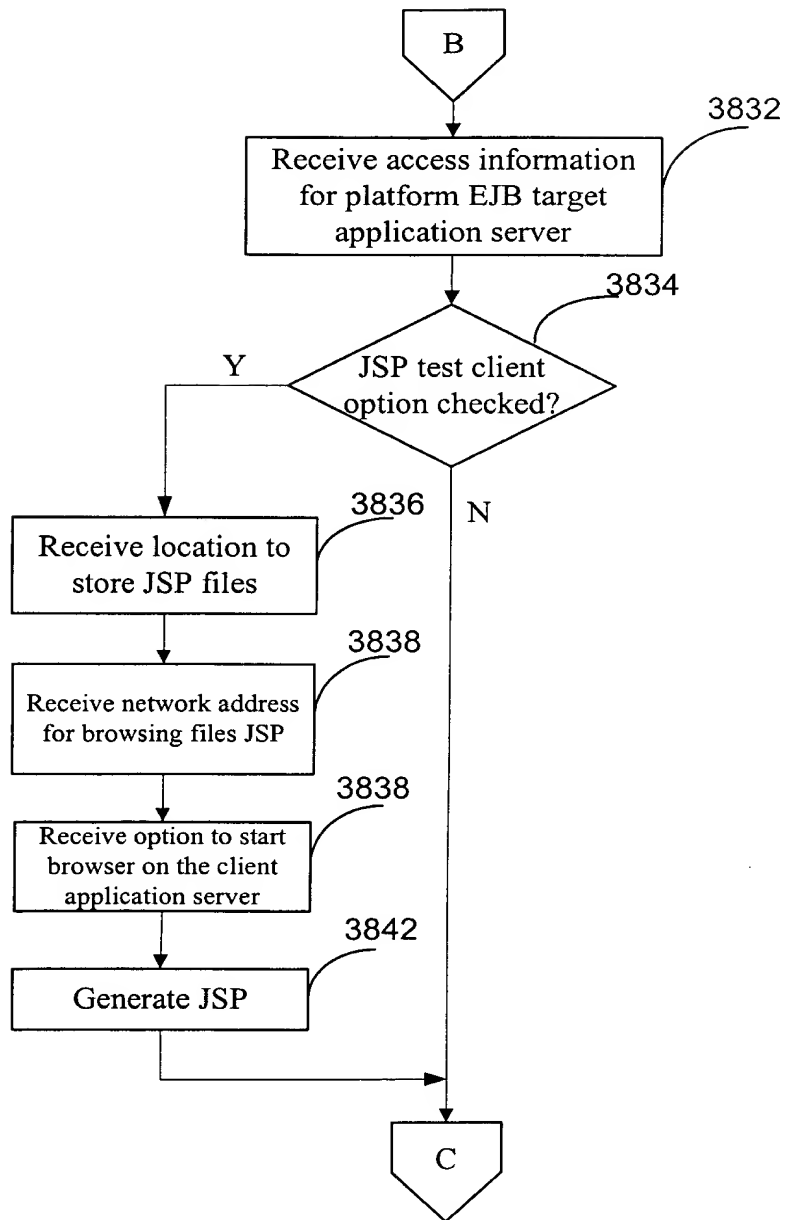 B
3832
Receive access information
for platform EJB target
application server
3834
JSP test client
option checked?
Y
N
3836
Receive location to
store JSP files
3838
Receive network address
for browsing files JSP
3838
Receive option to start
browser on the client
application server
3842
Generate JSP
C